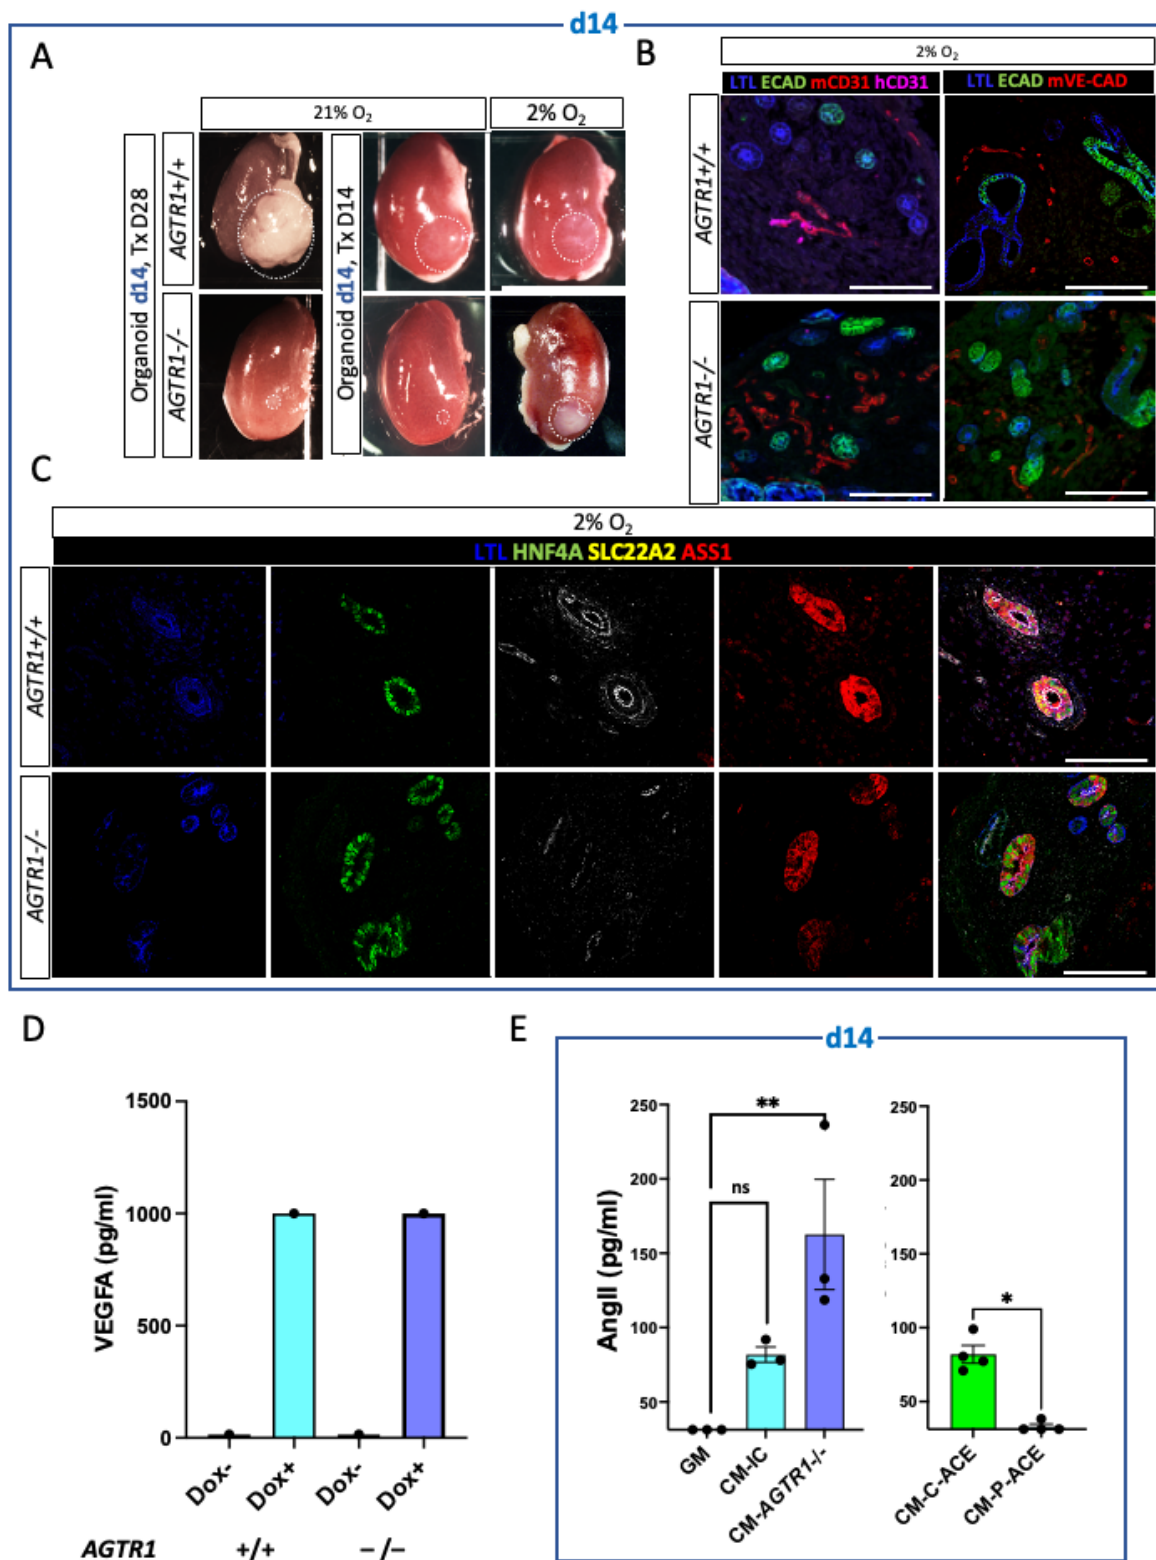 d14
A
21% O2
2% O2
Organoid d14, Tx D28
AGTR1+/+
AGTR1-/-
Organoid d14, Tx D14
B
2% O2
LTL ECAD mCD31 hCD31
LTL ECAD mVE-CAD
AGTR1+/+
AGTR1-/-
C
2% O2
LTL HNF4A SLC22A2 ASS1
AGTR1+/+
AGTR1-/-
D
VEGFA (pg/ml)
1500
1000
500
0
Dox-
Dox+
Dox-
Dox+
AGTR1 +/+ –/–
E
d14
AngII (pg/ml)
250
200
150
100
50
**
ns
GM
CM-IC
CM-AGTR1-/-
250
200
150
100
50
*
CM-C-ACE
CM-P-ACE